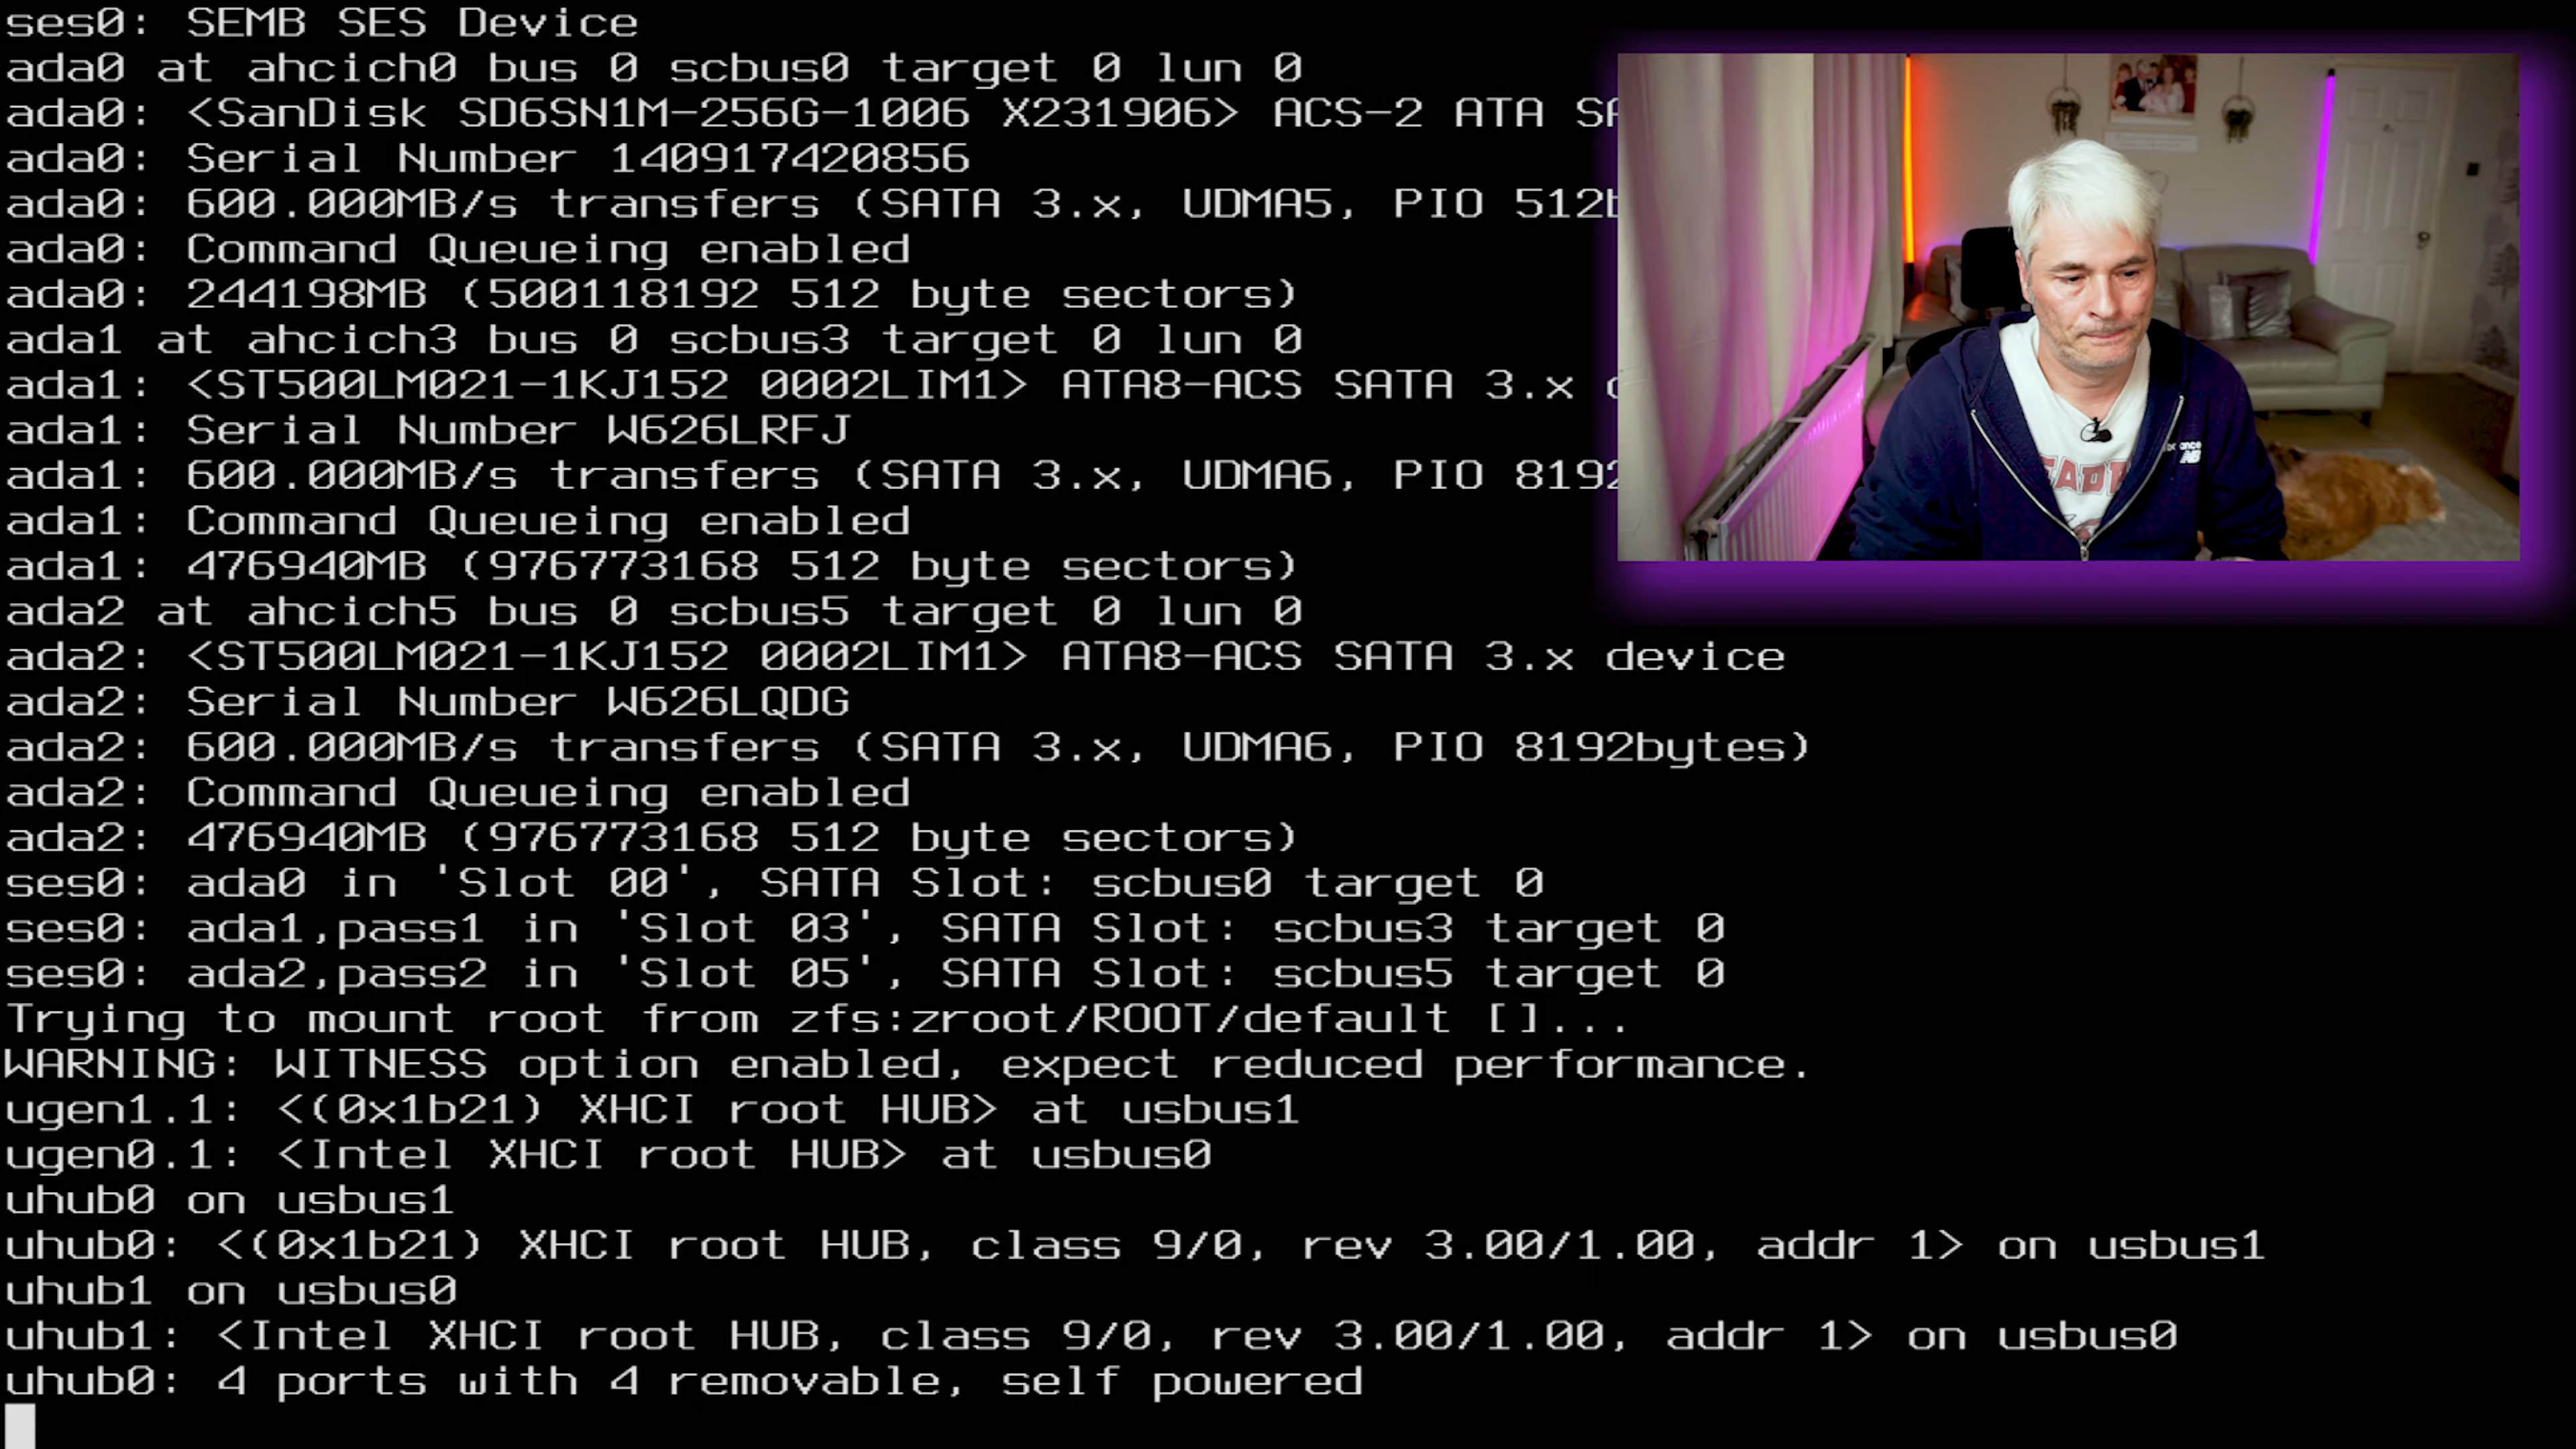 ses0: SEMB SES Device
ada0 at ahcich0 bus 0 scbus0 target 0 lun 0
ada0: <SanDisk SD6SN1M-256G-1006 X231906> ACS-2 ATA
ada0: Serial Number 140917420856
ada0: 600.000MB/s transfers (SATA 3.x, UDMA5, PIO 512
ada0: Command Queueing enabled
ada0: 244198MB (500118192 512 byte sectors)
ada1 at ahcich3 bus 0 scbus3 target 0 lun 0
ada1: <ST500LM021-1KJ152 0002LIM1> ATA8-ACS SATA 3.x
ada1: Serial Number W626LRFJ
ada1: 600.000MB/s transfers (SATA 3.x, UDMA6, PIO 8192
ada1: Command Queueing enabled
ada1: 476940MB (976773168 512 byte sectors)
ada2 at ahcich5 bus 0 scbus5 target 0 lun 0
ada2: <ST500LM021-1KJ152 0002LIM1> ATA8-ACS SATA 3.x device
ada2: Serial Number W626LQDG
ada2: 600.000MB/s transfers (SATA 3.x, UDMA6, PIO 8192bytes)
ada2: Command Queueing enabled
ada2: 476940MB (976773168 512 byte sectors)
ses0: ada0 in 'Slot 00', SATA Slot: scbus0 target 0
ses0: ada1,pass1 in 'Slot 03', SATA Slot: scbus3 target 0
ses0: ada2,pass2 in 'Slot 05', SATA Slot: scbus5 target 0
Trying to mount root from zfs:zroot/ROOT/default []...
WARNING: WITNESS option enabled, expect reduced performance.
ugen1.1: <(0x1b21) XHCI root HUB> at usbus1
ugen0.1: <Intel XHCI root HUB> at usbus0
uhub0 on usbus1
uhub0: <(0x1b21) XHCI root HUB, class 9/0, rev 3.00/1.00, addr 1> on usbus1
uhub1 on usbus0
uhub1: <Intel XHCI root HUB, class 9/0, rev 3.00/1.00, addr 1> on usbus0
uhub0: 4 ports with 4 removable, self powered